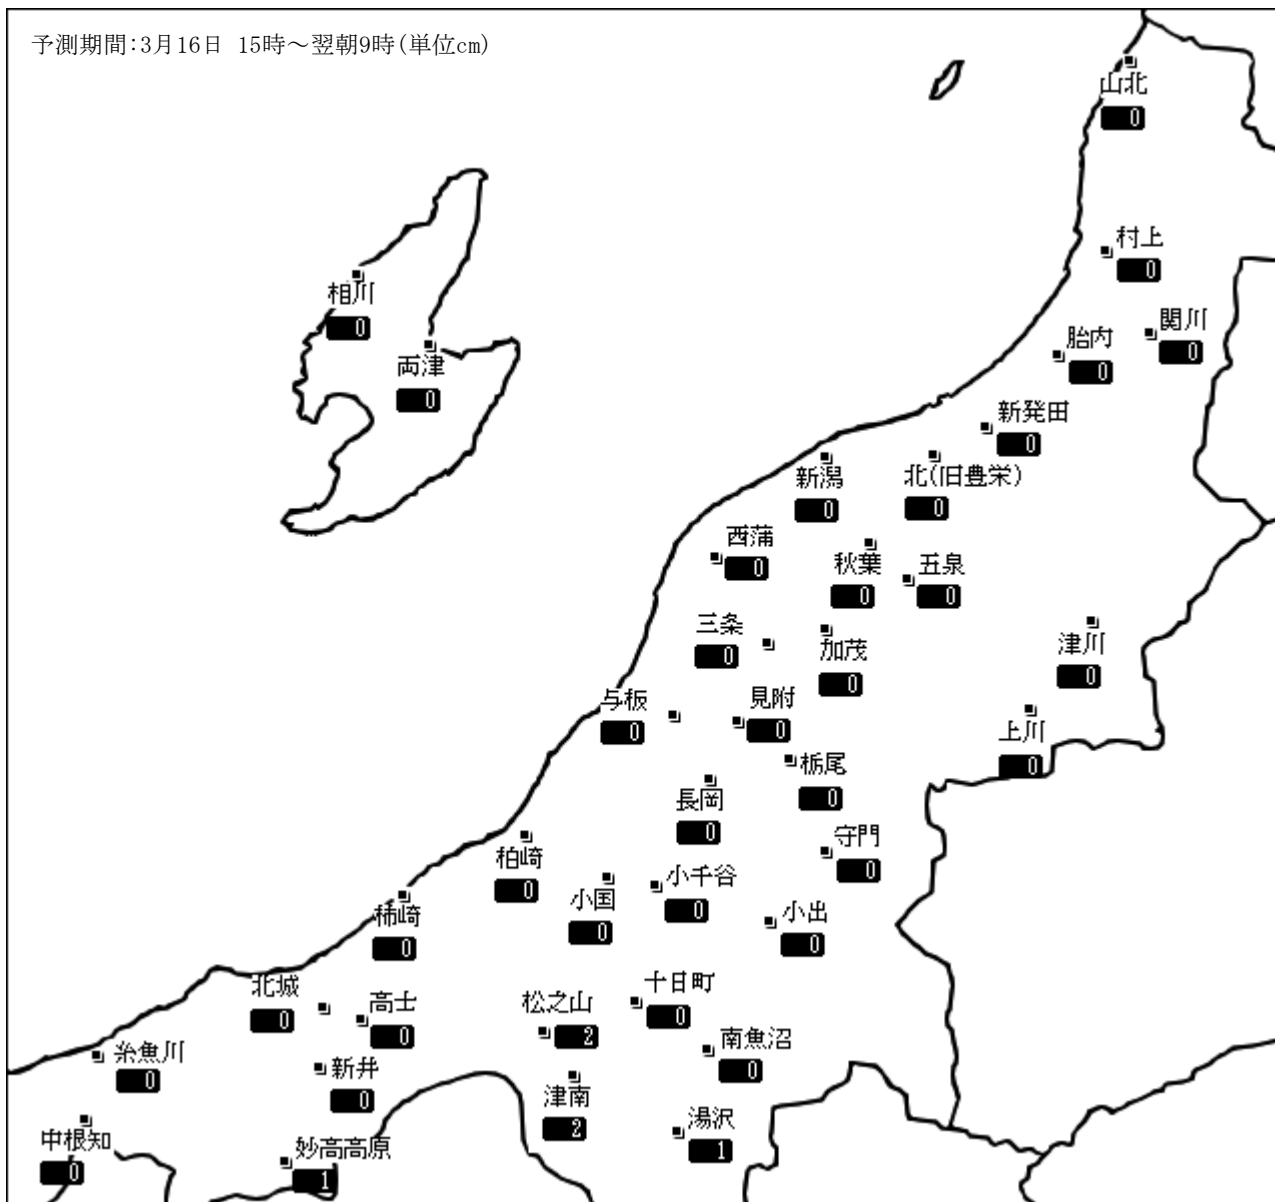 予測期間:3月16日 15時～翌朝9時(単位cm)
山北
0
村上
0
相川
0
関川
0
胎内
0
両津
0
新発田
0
新潟
0
北(旧豊栄)
0
西蒲
0
秋葉
0
五泉
0
三条
0
加茂
0
津川
0
与板
0
見附
0
上川
0
栃尾
0
長岡
0
守門
0
柏崎
0
小国
0
小千谷
0
小出
0
柿崎
0
北城
0
高士
0
松之山
2
十日町
0
南魚沼
0
糸魚川
0
新井
0
津南
2
湯沢
1
中根知
0
妙高高原
1